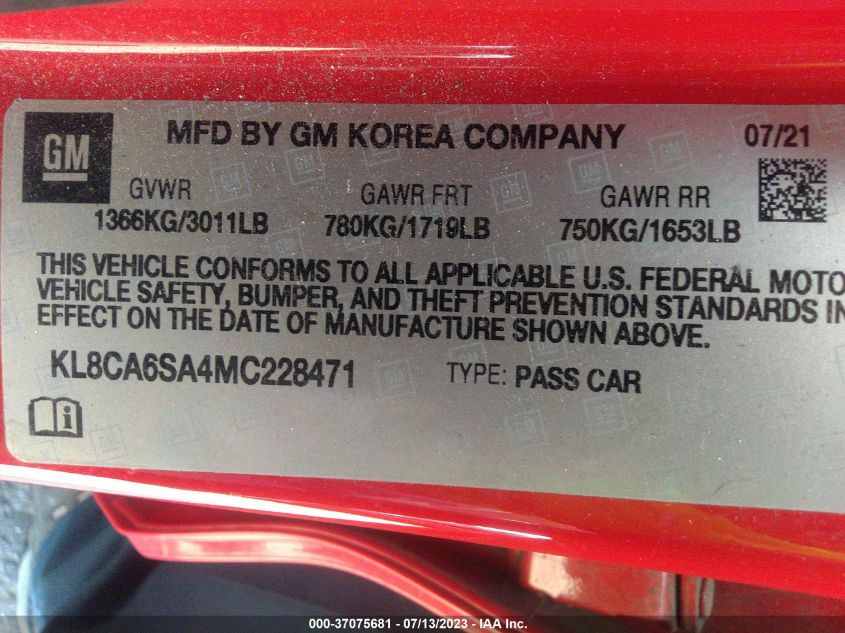 GM MFD BY GM KOREA COMPANY 07/21
GVWR GAWR FRT GAWR RR
1366KG/3011LB 780KG/1719LB 750KG/1653LB
THIS VEHICLE CONFORMS TO ALL APPLICABLE U.S. FEDERAL MOTO
VEHICLE SAFETY, BUMPER, AND THEFT PREVENTION STANDARDS IN
EFFECT ON THE DATE OF MANUFACTURE SHOWN ABOVE.
KL8CA6SA4MC228471 TYPE: PASS CAR
000-37075681 / 07/13/2023 - IAA Inc.